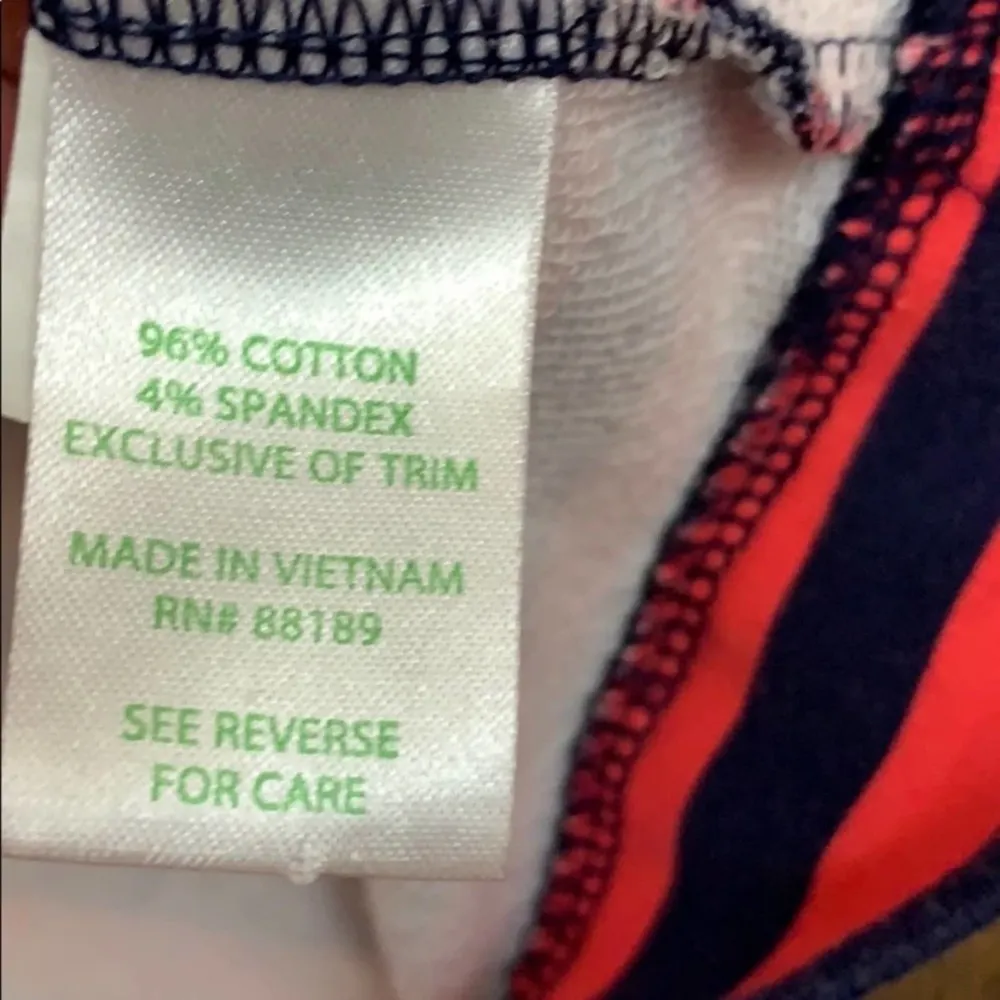 96% COTTON
4% SPANDEX
EXCLUSIVE OF TRIM
MADE IN VIETNAM
RN# 88189
SEE REVERSE
FOR CARE